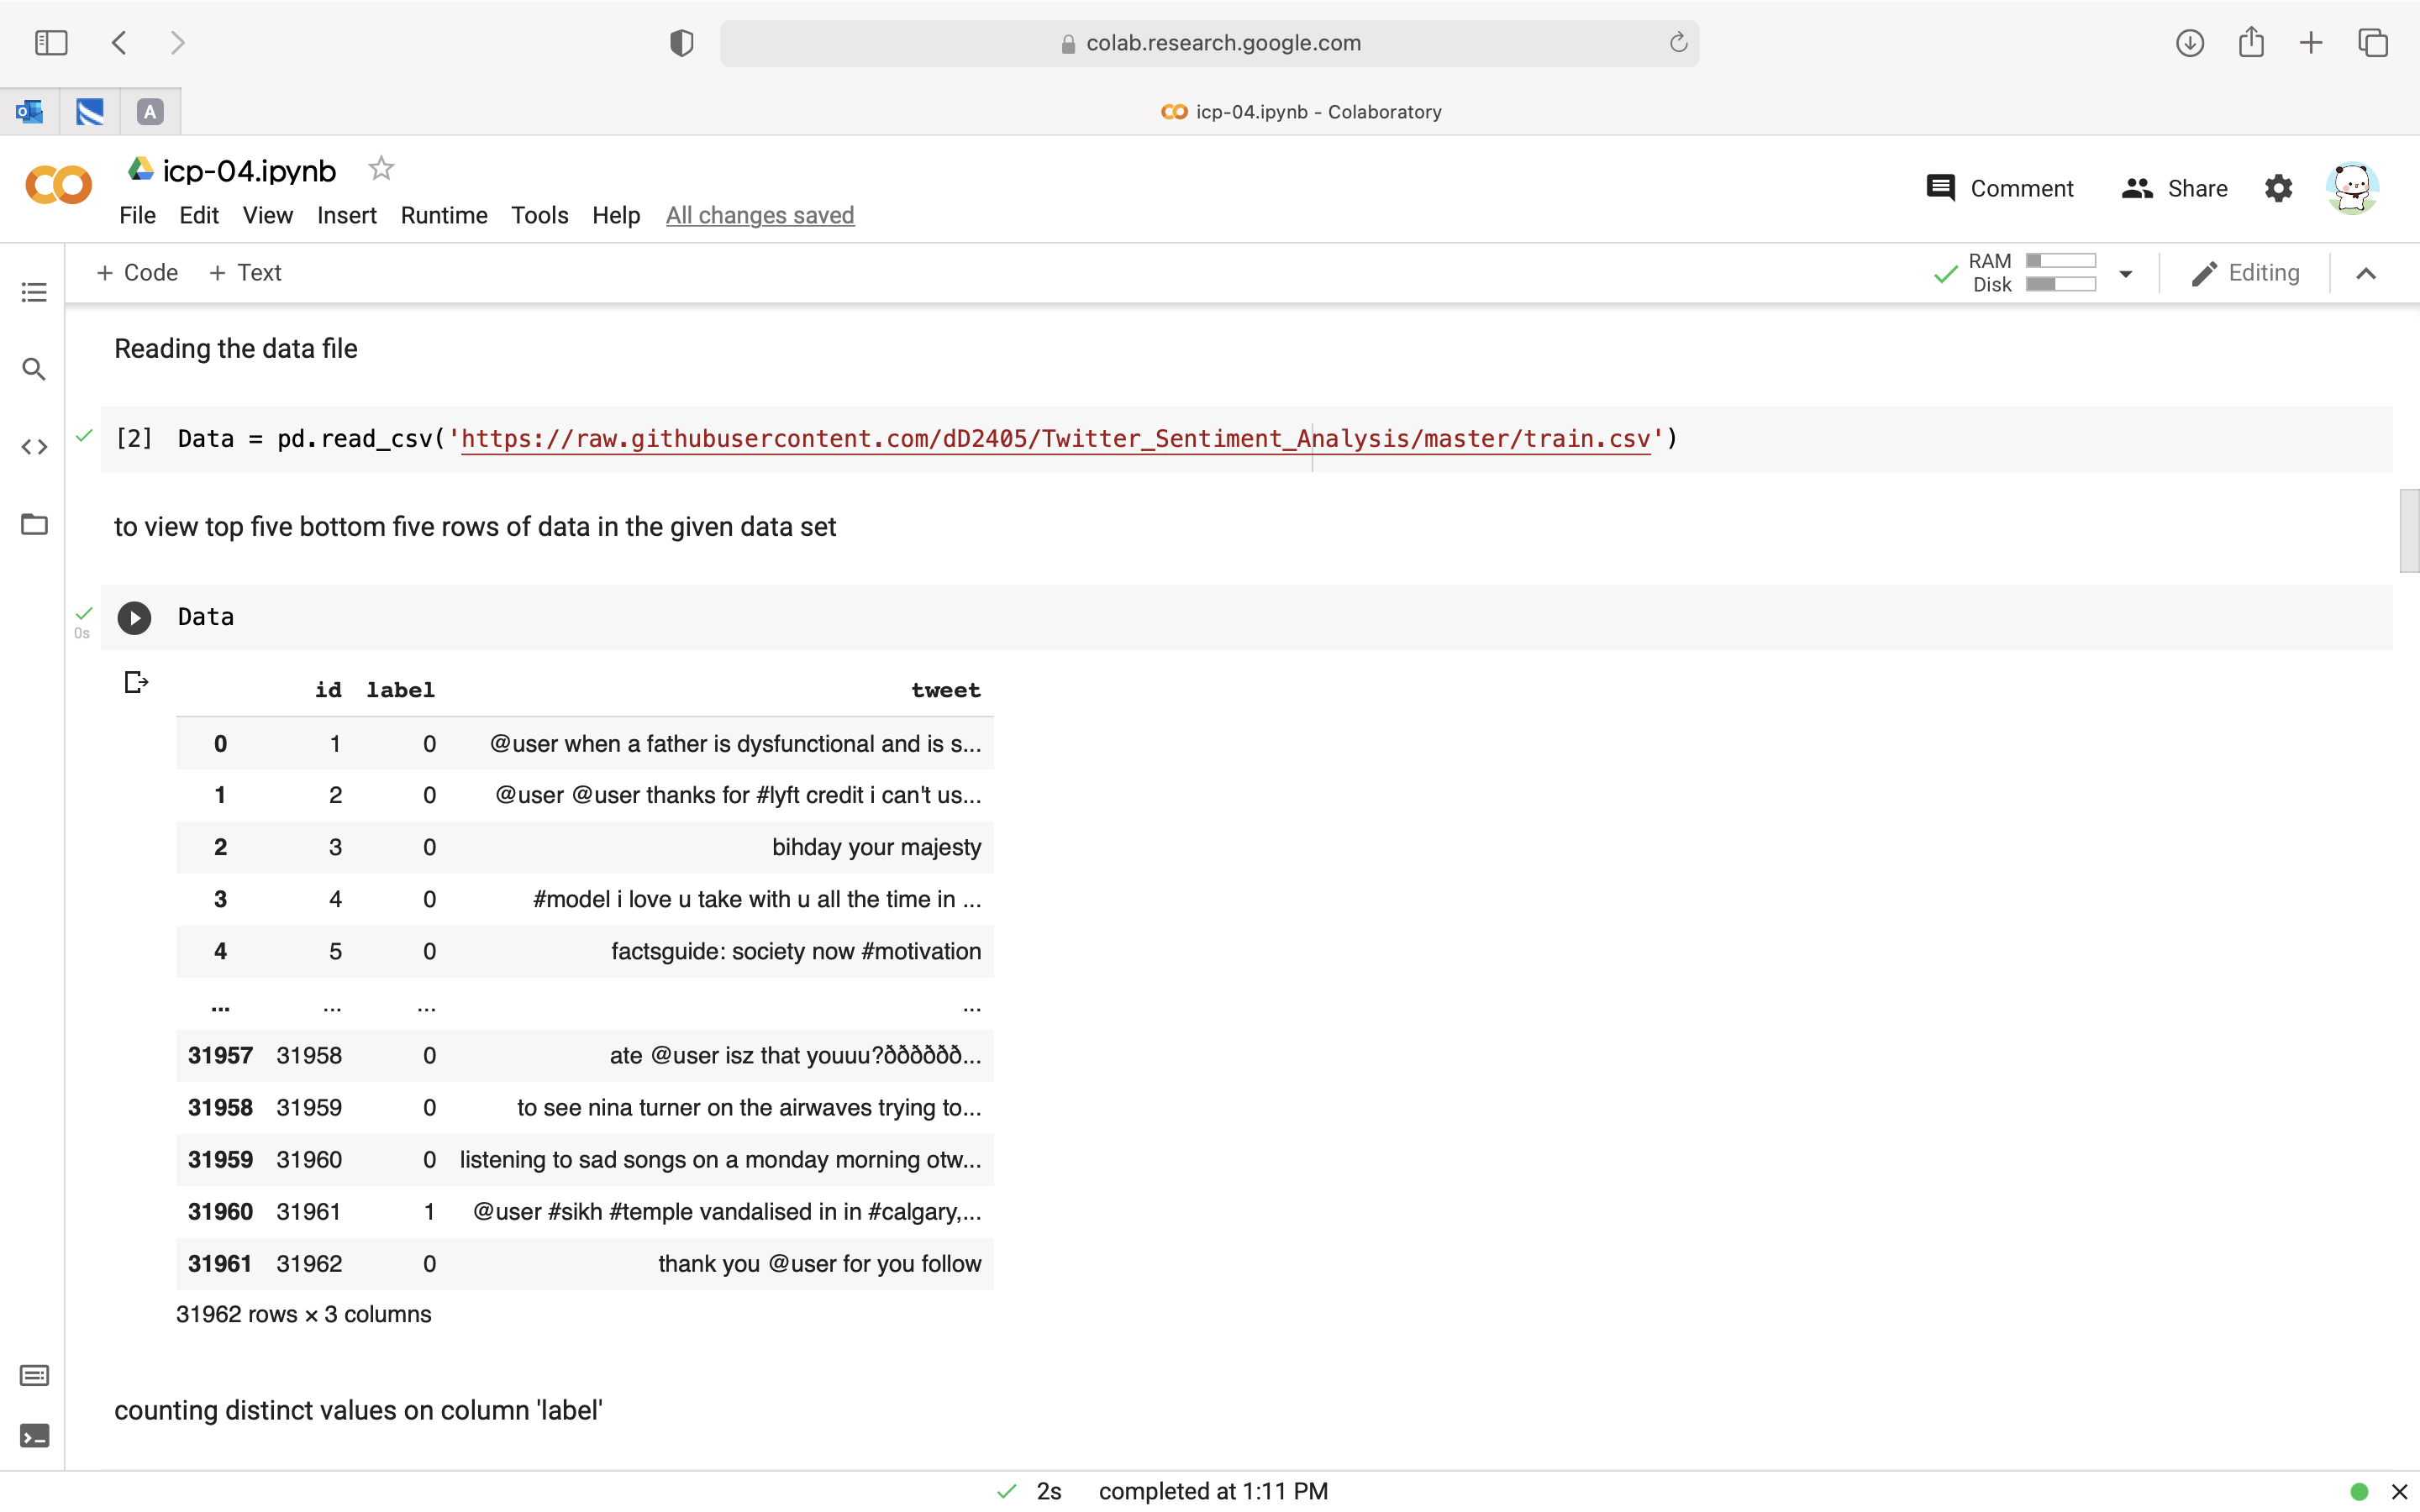 colab.research.google.com
A
icp-04.ipynb - Colaboratory
icp-04.ipynb
Comment
Share
File Edit View Insert Runtime Tools Help All changes saved
+ Code + Text
RAM
Disk
Editing
Reading the data file
[2] Data = pd.read_csv('https://raw.githubusercontent.com/dD2405/Twitter_Sentiment_Analysis/master/train.csv')
to view top five bottom five rows of data in the given data set
0s
Data
id label tweet
0 1 0 @user when a father is dysfunctional and is s...
1 2 0 @user @user thanks for #lyft credit i can't us...
2 3 0 bihday your majesty
3 4 0 #model i love u take with u all the time in ...
4 5 0 factsguide: society now #motivation
... ... ... ...
31957 31958 0 ate @user isz that youuu?ðððððð...
31958 31959 0 to see nina turner on the airwaves trying to...
31959 31960 0 listening to sad songs on a monday morning otw...
31960 31961 1 @user #sikh #temple vandalised in in #calgary,...
31961 31962 0 thank you @user for you follow
31962 rows × 3 columns
counting distinct values on column 'label'
2s completed at 1:11 PM